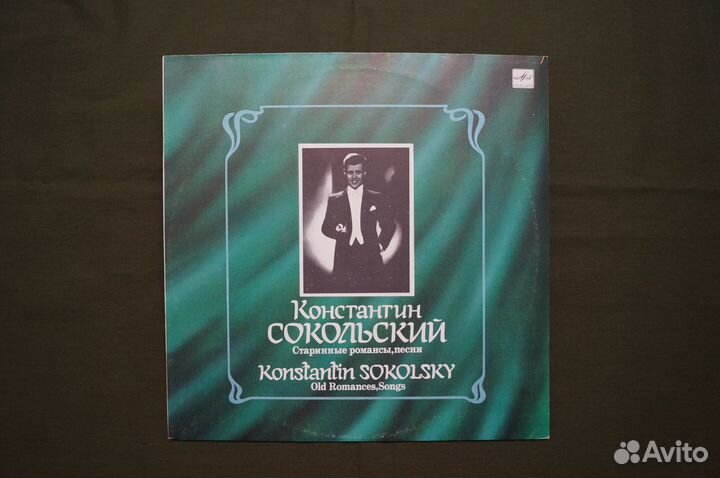 Константин
СОКОЛЬСКИЙ
Старинные романсы, песни
Konstantin SOKOLSKY
Old Romances, Songs
Avito